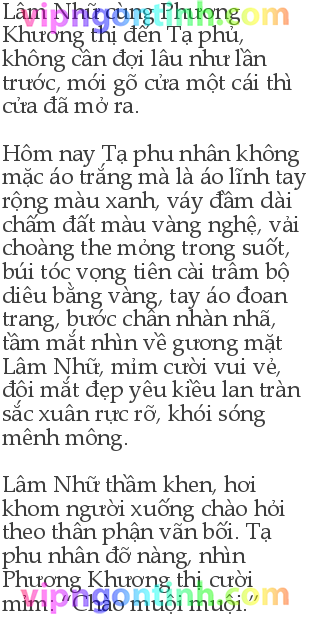 Lâm Nhữ cùng Phương
Khương thị đến Tạ phủ,
không cần đợi lâu như lần
trước, mới gõ cửa một cái thì
cửa đã mở ra.
Hôm nay Tạ phu nhân không
mặc áo trắng mà là áo lĩnh tay
rộng màu xanh, váy đầm dài
chấm đất màu vàng nghệ, vải
choàng the mỏng trong suốt,
búi tóc vọng tiên cài trâm bộ
diêu bằng vàng, tay áo đoan
trang, bước chân nhàn nhã,
tầm mắt nhìn về gương mặt
Lâm Nhữ, mỉm cười vui vẻ,
đội mắt đẹp yêu kiều lan tràn
sắc xuân rực rỡ, khói sóng
mênh mông.
Lâm Nhữ thầm khen, hơi
khom người xuống chào hỏi
theo thân phận vãn bối. Tạ
phu nhân đỡ nàng, nhìn
Phương Khương thị cười
mỉm: “Chào muội muội.”
vipngontinh.com
vipngontinh.com